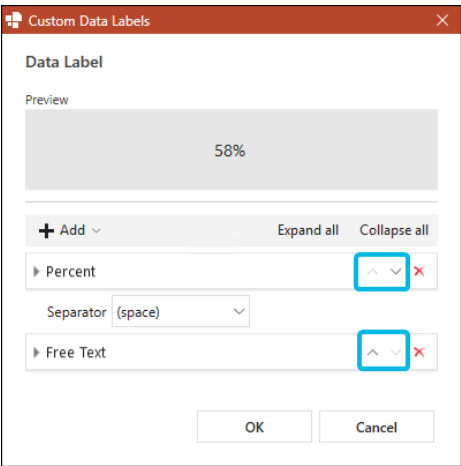 Custom Data Labels
Data Label
Preview
58%
Add Expand all Collapse all
Percent
Separator (space)
Free Text
OK Cancel